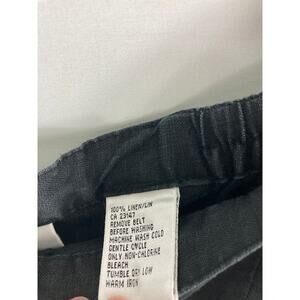 100% LINEN/LIN
CA 23147
REMOVE BELT
BEFORE WASHING
MACHINE WASH COLD
GENTLE CYCLE
ONLY NON-CHLORINE
BLEACH
TUMBLE DRY LOW
WARM IRON